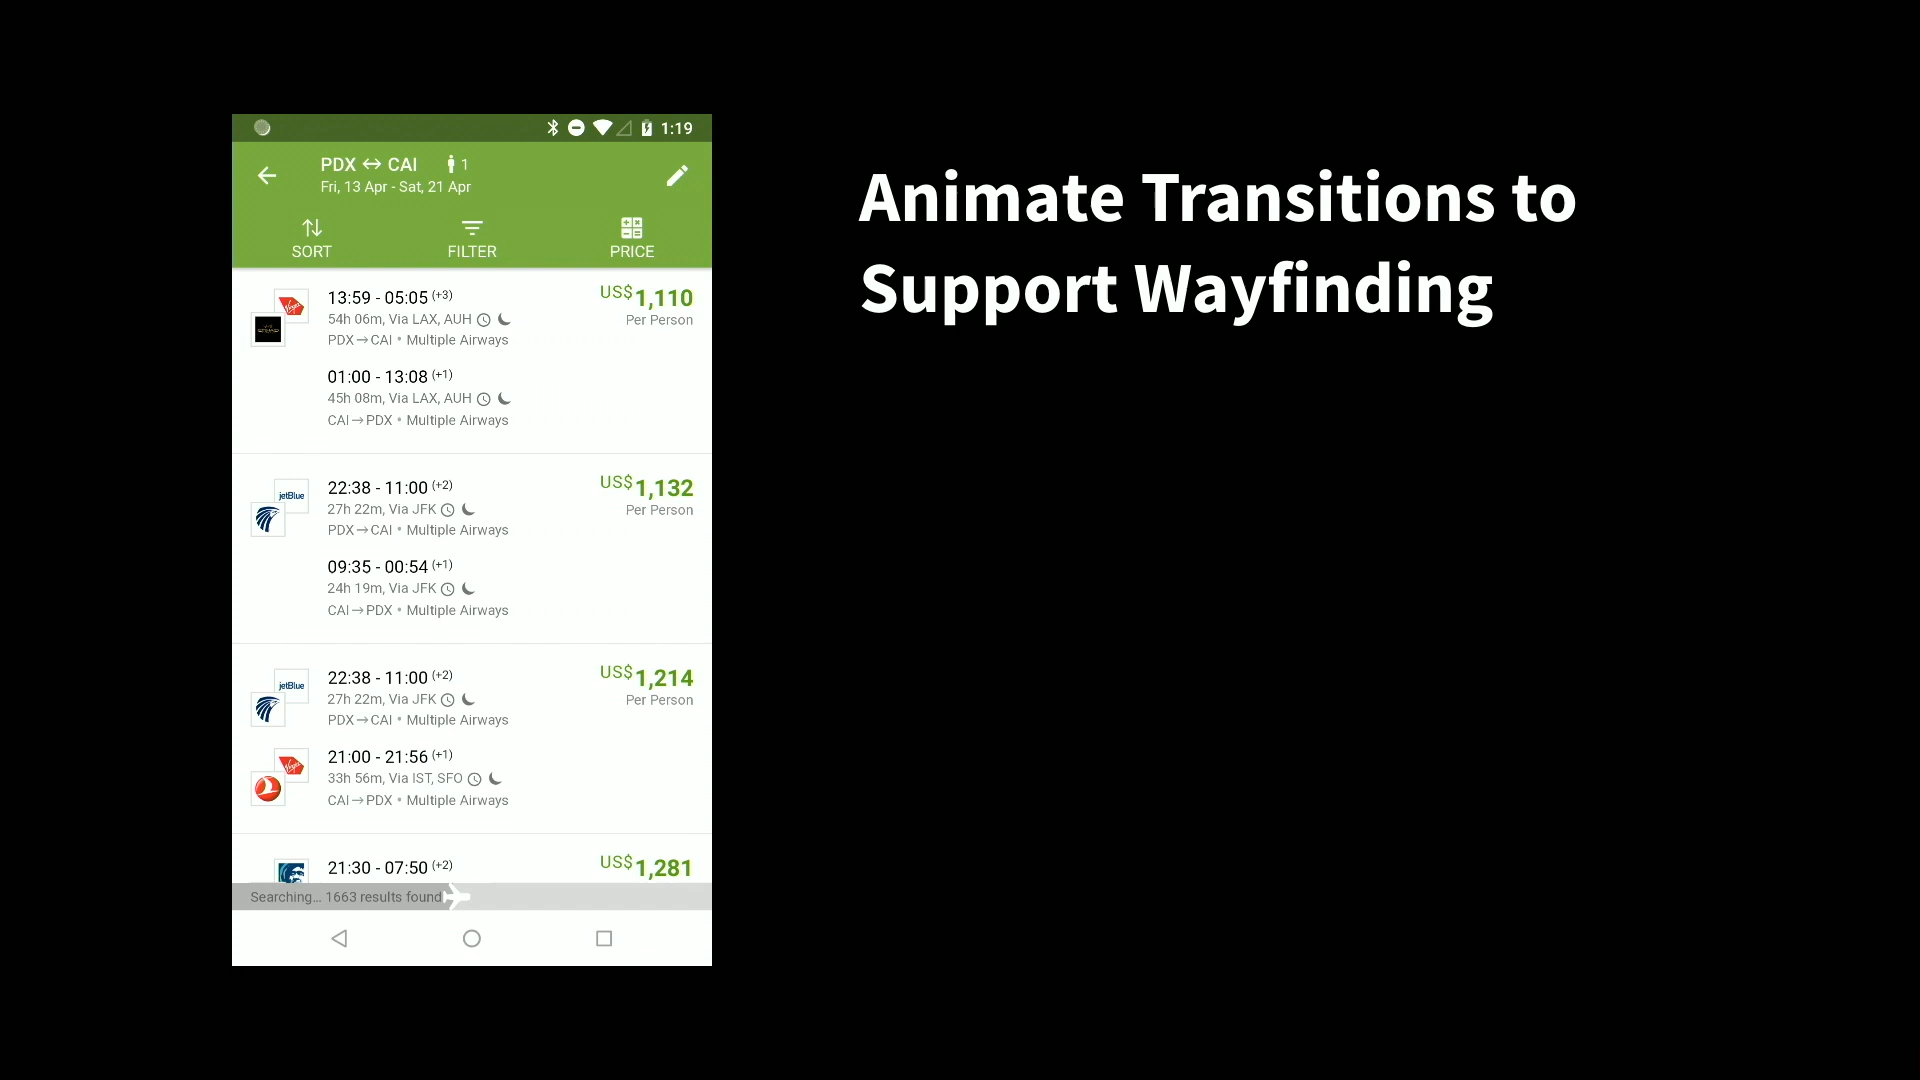 1:19
PDX ↔ CAI 1
Fri, 13 Apr - Sat, 21 Apr
SORT FILTER PRICE
13:59 - 05:05 (+3) US$1,110
54h 06m, Via LAX, AUH Per Person
PDX→CAI • Multiple Airways
01:00 - 13:08 (+1)
45h 08m, Via LAX, AUH
CAI→PDX • Multiple Airways
jetBlue 22:38 - 11:00 (+2) US$1,132
27h 22m, Via JFK Per Person
PDX→CAI • Multiple Airways
09:35 - 00:54 (+1)
24h 19m, Via JFK
CAI→PDX • Multiple Airways
jetBlue 22:38 - 11:00 (+2) US$1,214
27h 22m, Via JFK Per Person
PDX→CAI • Multiple Airways
21:00 - 21:56 (+1)
33h 56m, Via IST, SFO
CAI→PDX • Multiple Airways
21:30 - 07:50 (+2) US$1,281
Searching... 1663 results found
Animate Transitions to
Support Wayfinding